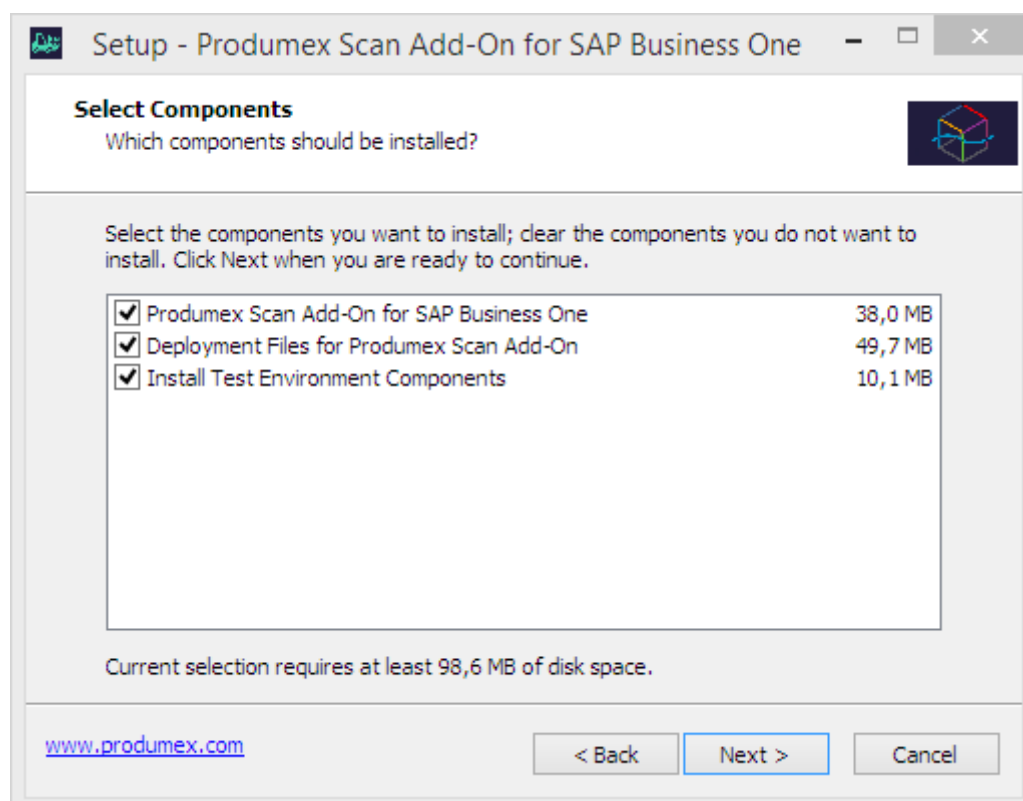 Setup - Produmex Scan Add-On for SAP Business One
Select Components
Which components should be installed?
Select the components you want to install; clear the components you do not want to
install. Click Next when you are ready to continue.
Produmex Scan Add-On for SAP Business One 38,0 MB
Deployment Files for Produmex Scan Add-On 49,7 MB
Install Test Environment Components 10,1 MB
Current selection requires at least 98,6 MB of disk space.
www.produmex.com < Back Next > Cancel